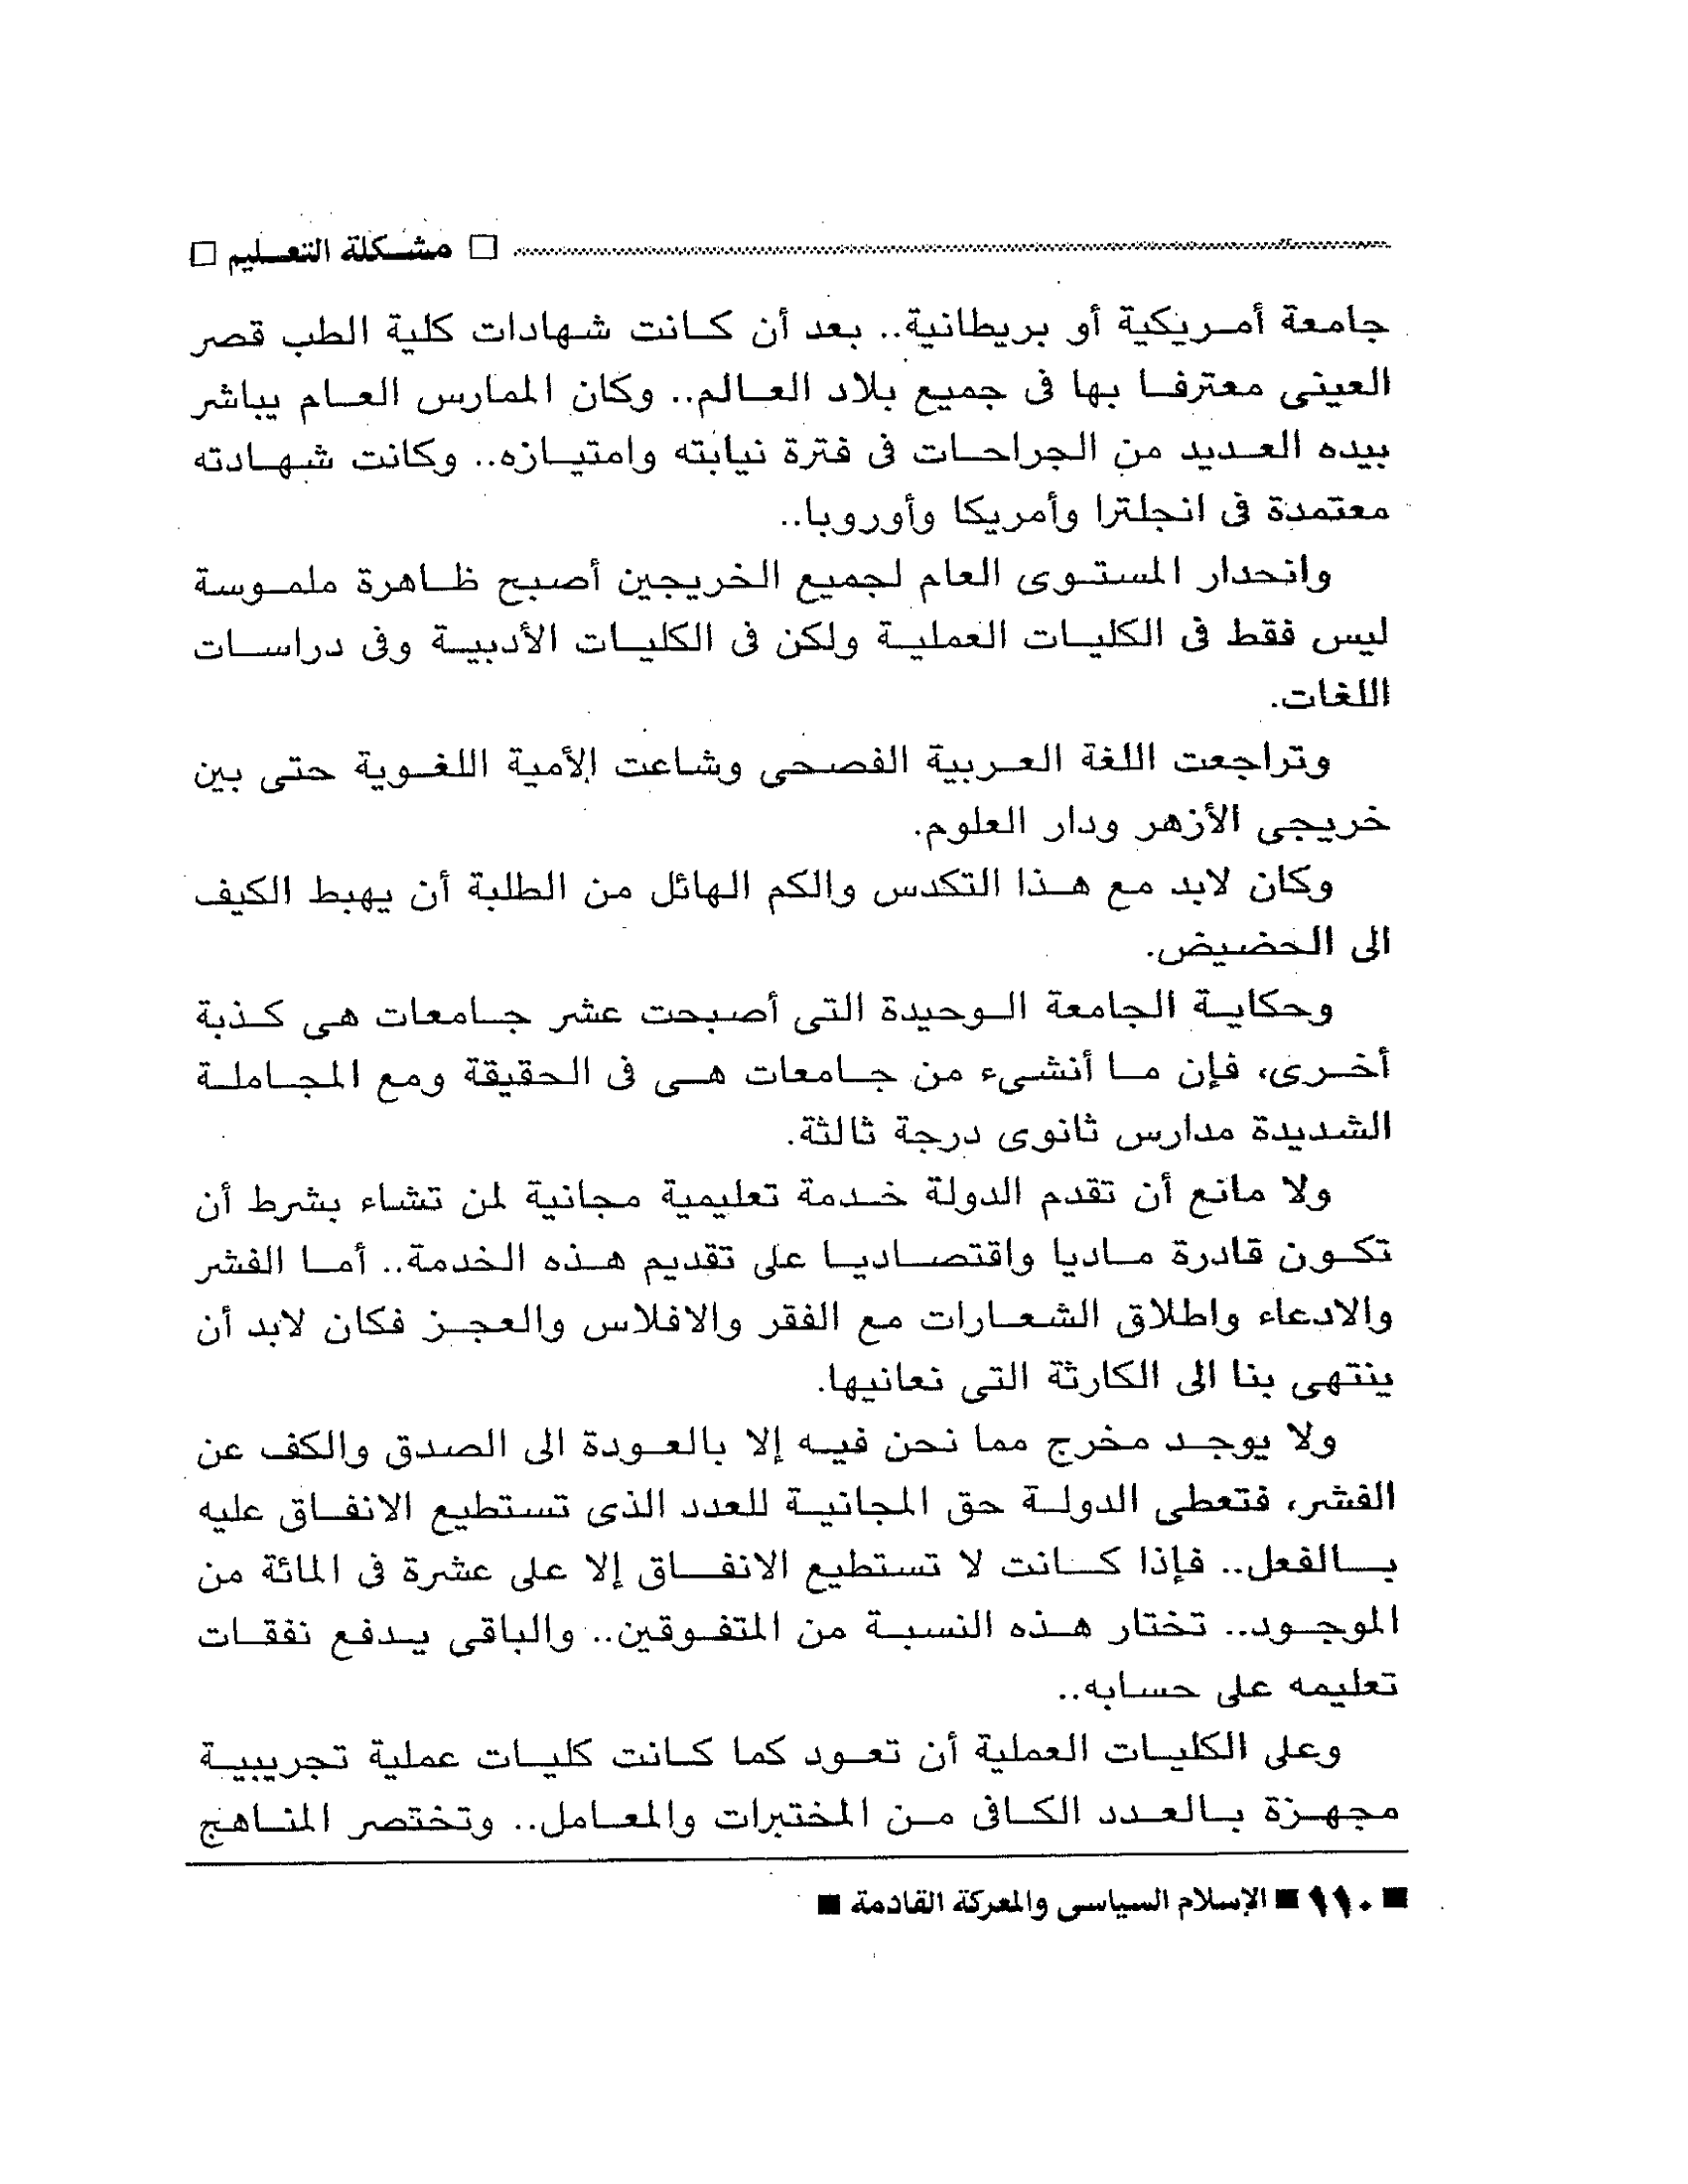 □ مشكلة التعليم □
جامعة أمريكية أو بريطانية.. بعد أن كانت شهادات كلية الطب قصر
العينى معترفا بها فى جميع بلاد العالم.. وكان الممارس العام يباشر
بيده العديد من الجراحات فى فترة نيابته وامتيازه.. وكانت شهادته
معتمدة فى انجلترا وأمريكا وأوروبا..
وانحدار المستوى العام لجميع الخريجين أصبح ظاهرة ملموسة
ليس فقط فى الكليات العملية ولكن فى الكليات الأدبية وفى دراسات
اللغات.
وتراجعت اللغة العربية الفصحى وشاعت الأمية اللغوية حتى بين
خريجى الأزهر ودار العلوم.
وكان لابد مع هذا التكدس والكم الهائل من الطلبة أن يهبط الكيف
الى الحضيض.
وحكاية الجامعة الوحيدة التى أصبحت عشر جامعات هى كذبة
أخرى، فإن ما أنشىء من جامعات هى فى الحقيقة ومع المجاملة
الشديدة مدارس ثانوى درجة ثالثة.
ولا مانع أن تقدم الدولة خدمة تعليمية مجانية لمن تشاء بشرط أن
تكون قادرة ماديا واقتصاديا على تقديم هذه الخدمة.. أما الفشر
والادعاء واطلاق الشعارات مع الفقر والافلاس والعجز فكان لابد أن
ينتهى بنا الى الكارثة التى نعانيها.
ولا يوجد مخرج مما نحن فيه إلا بالعودة الى الصدق والكف عن
الفشر، فتعطى الدولة حق المجانية للعدد الذى تستطيع الانفاق عليه
بالفعل.. فإذا كانت لا تستطيع الانفاق إلا على عشرة فى المائة من
الموجود.. تختار هذه النسبة من المتفوقين.. والباقى يدفع نفقات
تعليمه على حسابه..
وعلى الكليات العملية أن تعود كما كانت كليات عملية تجريبية
مجهزة بالعدد الكافى من المختبرات والمعامل.. وتختصر المناهج
■ ١١٠ ■ الإسلام السياسى والمعركة القادمة ■